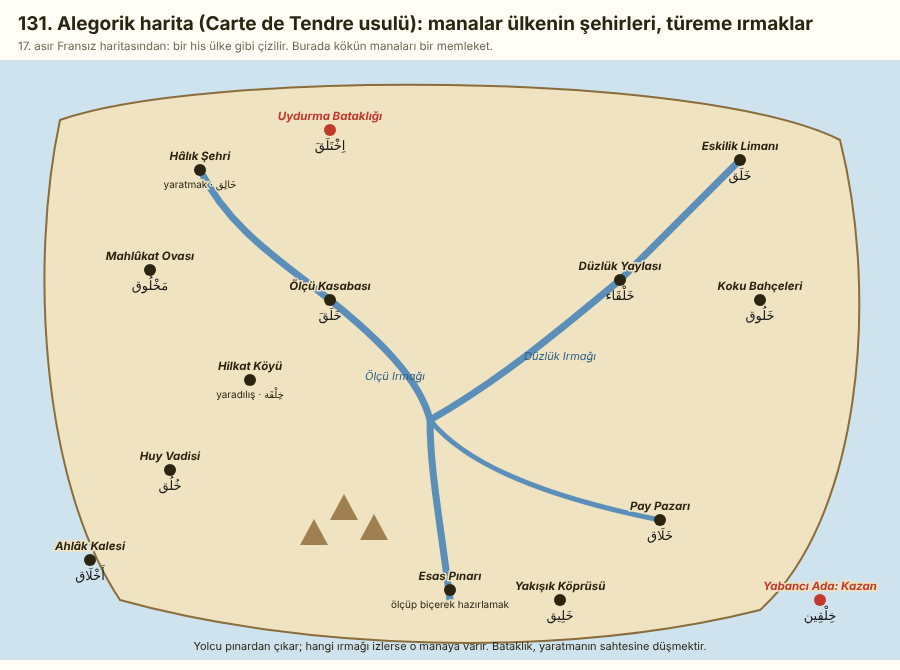 131. Alegorik harita (Carte de Tendre usulü): manalar ülkenin şehirleri, türeme ırmaklar
17. asır Fransız haritasından: bir his ülke gibi çizilir. Burada kökün manaları bir memleket.
Uydurma Bataklığı
اِخْتَلَقَ
Hâlık Şehri
yaratmak · خَالِق
Eskilik Limanı
خَلَق
Mahlûkat Ovası
مَخْلُوق
Ölçü Kasabası
خَلَقَ
Düzlük Yaylası
خَلْقَاء
Koku Bahçeleri
خَلُوق
Düzlük Irmağı
Ölçü Irmağı
Hilkat Köyü
yaradılış · خِلْقَة
Huy Vadisi
خُلُق
Pay Pazarı
خَلَاق
Ahlâk Kalesi
أَخْلَاق
Esas Pınarı
ölçüp biçerek hazırlamak
Yakışık Köprüsü
خَلِيق
Yabancı Ada: Kazan
خِلْقِين
Yolcu pınardan çıkar; hangi ırmağı izlerse o manaya varır. Bataklık, yaratmanın sahtesine düşmektir.